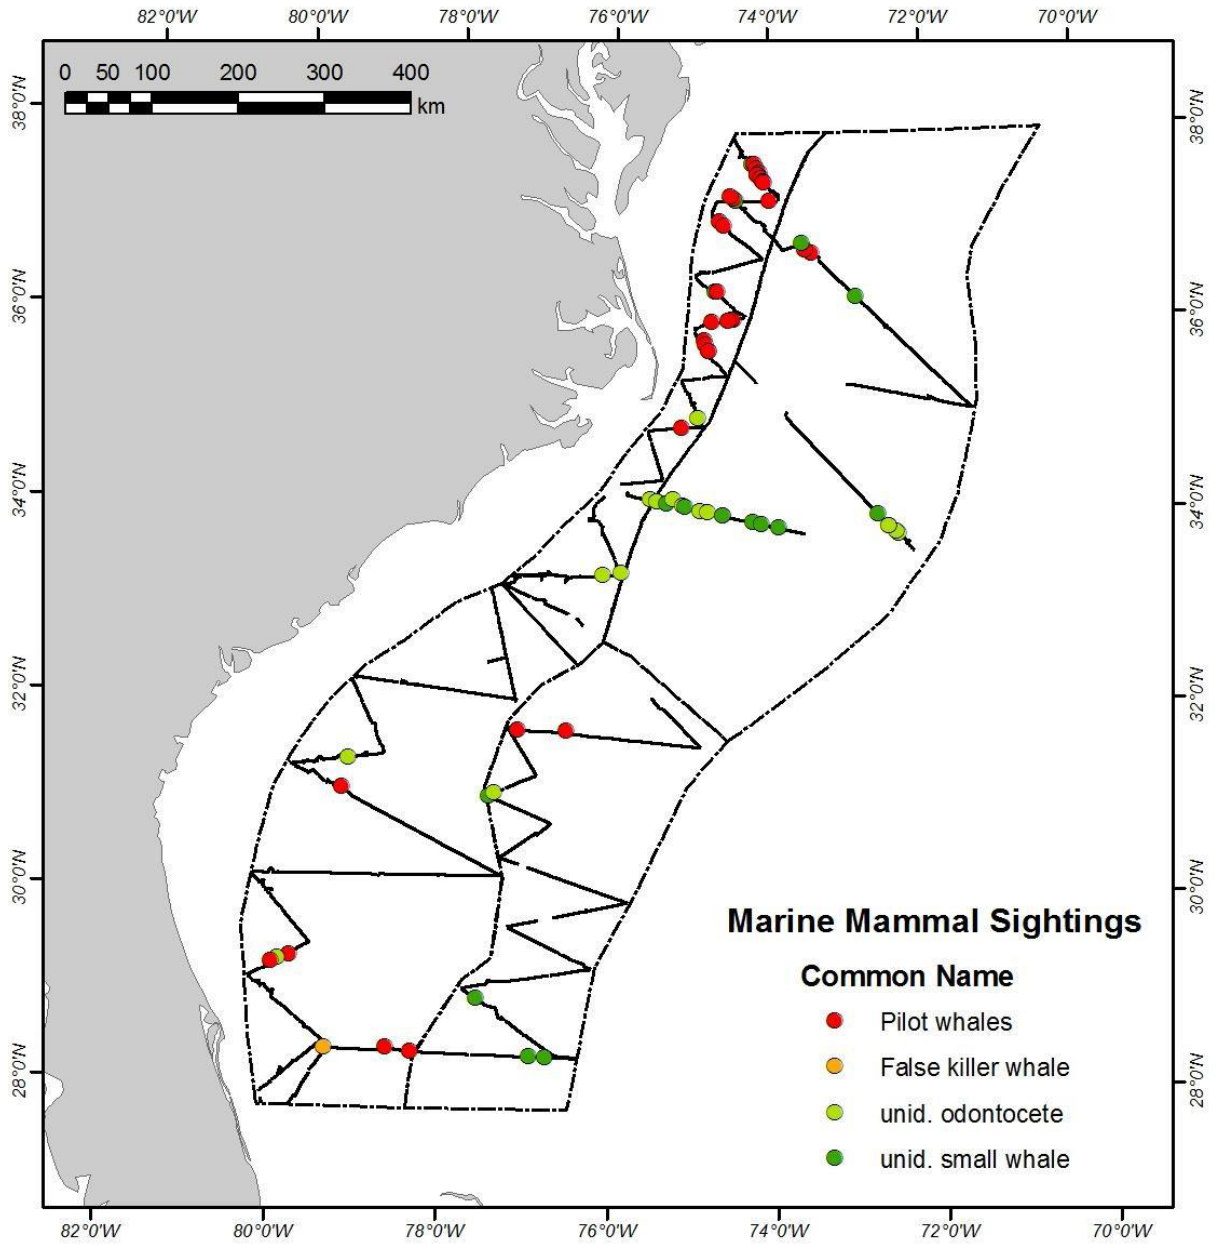 82°0'W 80°0'W 78°0'W 76°0'W 74°0'W 72°0'W 70°0'W
0 50 100 200 300 400
km
38°0'N 38°0'N
36°0'N 36°0'N
34°0'N 34°0'N
32°0'N 32°0'N
30°0'N 30°0'N
Marine Mammal Sightings
Common Name
Pilot whales
False killer whale
28°0'N 28°0'N
unid. odontocete
unid. small whale
82°0'W 80°0'W 78°0'W 76°0'W 74°0'W 72°0'W 70°0'W